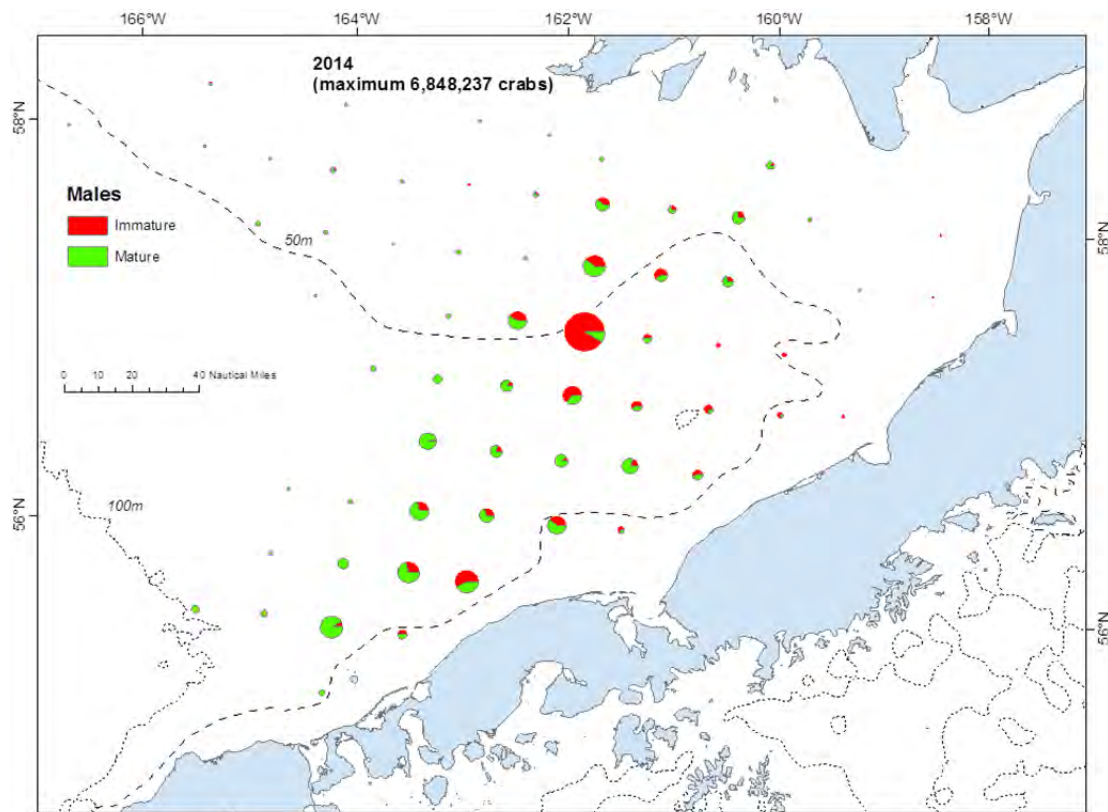 166°W 164°W 162°W 160°W 158°W
2014
(maximum 6,848,237 crabs)
58°N
Males
Immature
Mature
50m
58°N
0 10 20 40 Nautical Miles
100m
56°N
56°N